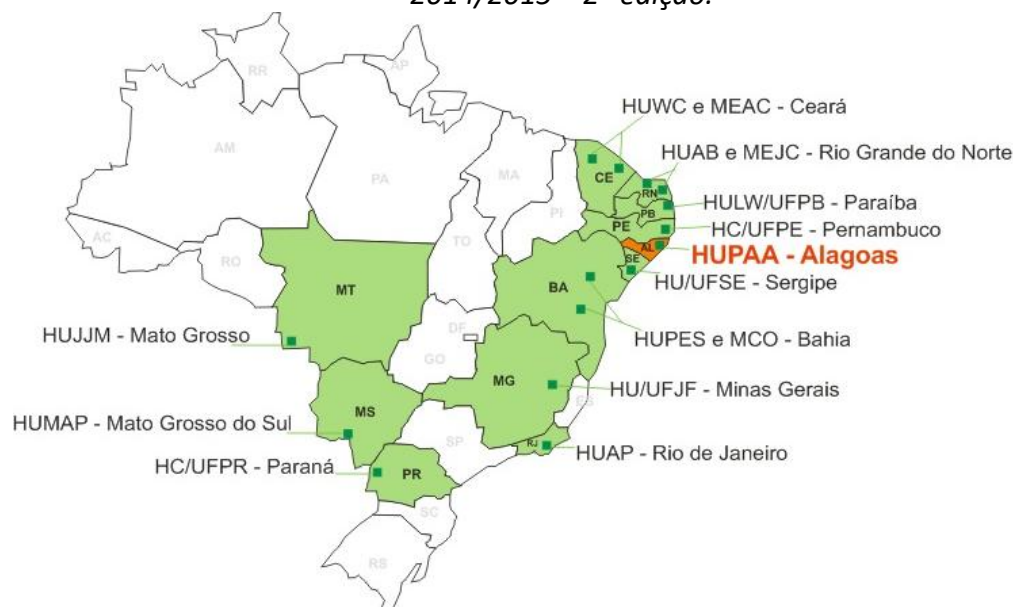 2014/2015 - 2ª edição.
RR
AP
AM
PA
MA
CE
RN
PB
PI
PE
AL
SE
AC
RO
TO
MT
BA
DF
GO
MG
ES
MS
SP
RJ
PR
SC
RS
HUWC e MEAC - Ceará
HUAB e MEJC - Rio Grande do Norte
HULW/UFPB - Paraíba
HC/UFPE - Pernambuco
HUPAA - Alagoas
HU/UFSE - Sergipe
HUPES e MCO - Bahia
HU/UFJF - Minas Gerais
HUAP - Rio de Janeiro
HUJJM - Mato Grosso
HUMAP - Mato Grosso do Sul
HC/UFPR - Paraná